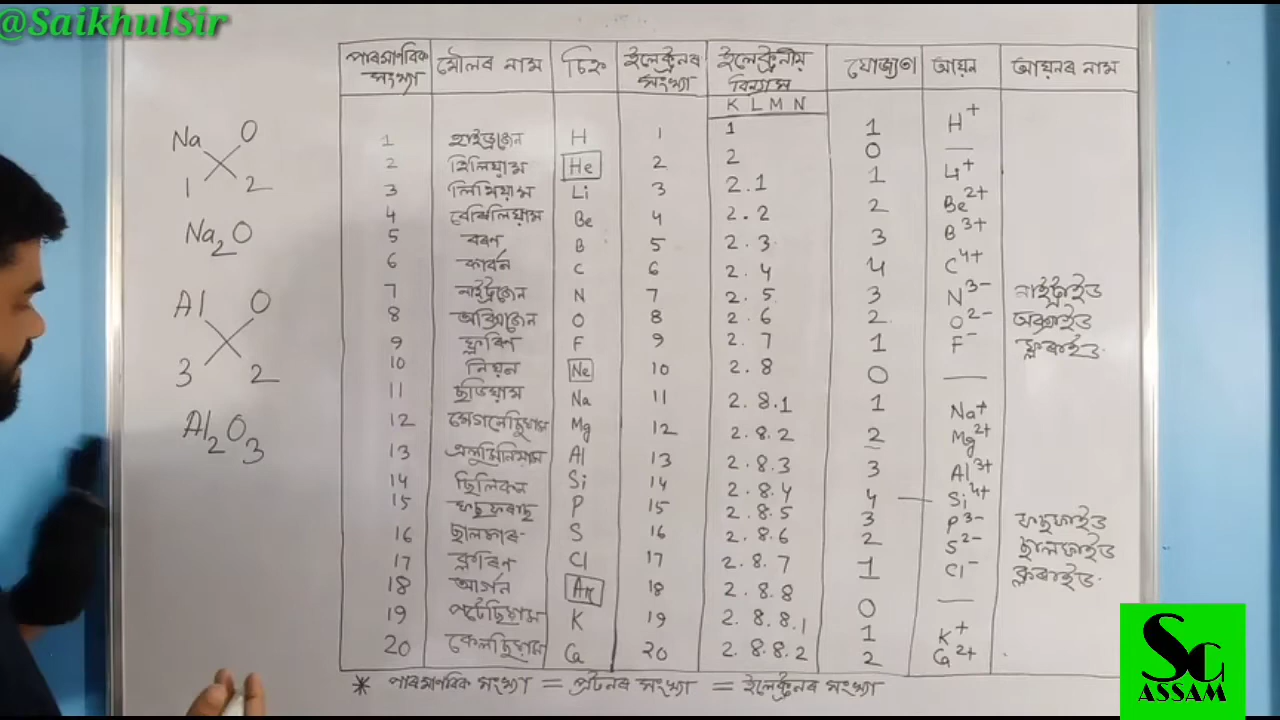 @SaikhulSir
পাৰমাণৱিক সংখ্যা মৌলৰ নাম চিহ্ন ইলেক্ট্ৰনৰ সংখ্যা ইলেক্ট্ৰনীয় বিন্যাস যোজ্যতা আয়ন আয়নৰ নাম
K L M N
1 হাইড্ৰজেন H 1 1 1 H+
2 হিলিয়াম He 2 2 0 —
3 লিথিয়াম Li 3 2.1 1 Li+
4 বেৰিলিয়াম Be 4 2.2 2 Be2+
5 বৰণ B 5 2.3 3 B3+
6 কাৰ্বন C 6 2.4 4 C4+
7 নাইট্ৰজেন N 7 2.5 3 N3- নাইট্ৰাইড
8 অক্সিজেন O 8 2.6 2 O2- অক্সাইড
9 ফ্লৰিণ F 9 2.7 1 F- ফ্লৰাইড
10 নিয়ন Ne 10 2.8 0 —
11 ছডিয়াম Na 11 2.8.1 1 Na+
12 মেগনেছিয়াম Mg 12 2.8.2 2 Mg2+
13 এলুমিনিয়াম Al 13 2.8.3 3 Al3+
14 ছিলিকন Si 14 2.8.4 4 — Si4+
15 ফছফৰাছ P 15 2.8.5 3 P3- ফছফাইড
16 ছালফাৰ S 16 2.8.6 2 S2- ছালফাইড
17 ক্লৰিণ Cl 17 2.8.7 1 Cl- ক্লৰাইড
18 আৰ্গন Ar 18 2.8.8 0 —
19 পটেছিয়াম K 19 2.8.8.1 1 K+
20 কেলছিয়াম Ca 20 2.8.8.2 2 Ca2+
* পাৰমাণৱিক সংখ্যা = প্ৰটনৰ সংখ্যা = ইলেক্ট্ৰনৰ সংখ্যা
Na O
1 2
Na2O
Al O
3 2
Al2O3
SG
ASSAM